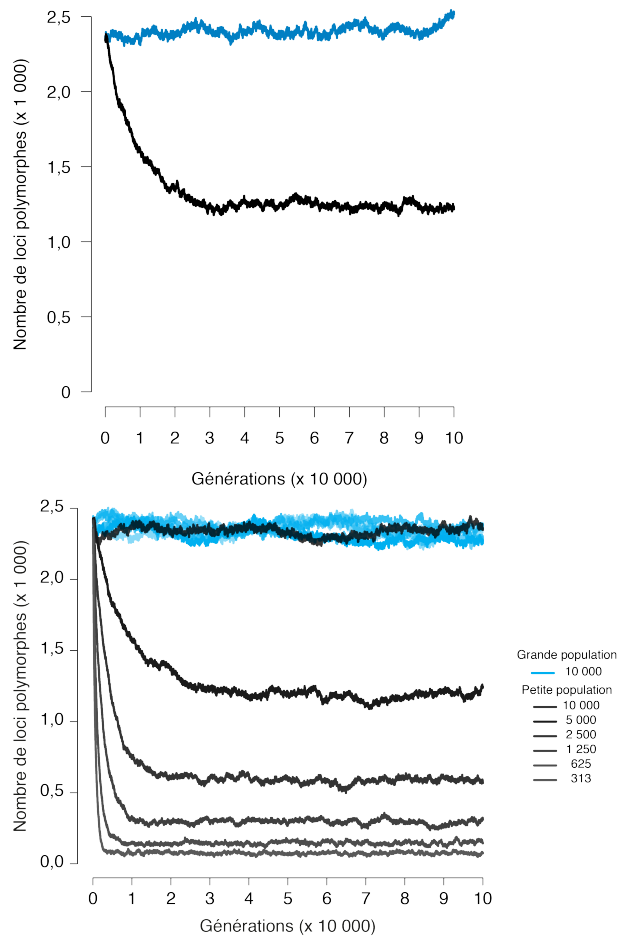 Nombre de loci polymorphes (x 1 000)
2,5
2,0
1,5
1,0
0,5
0
0 1 2 3 4 5 6 7 8 9 10
Générations (x 10 000)
Nombre de loci polymorphes (x 1 000)
2,5
2,0
1,5
1,0
0,5
0,0
0 1 2 3 4 5 6 7 8 9 10
Générations (x 10 000)
Grande population
10 000
Petite population
10 000
5 000
2 500
1 250
625
313